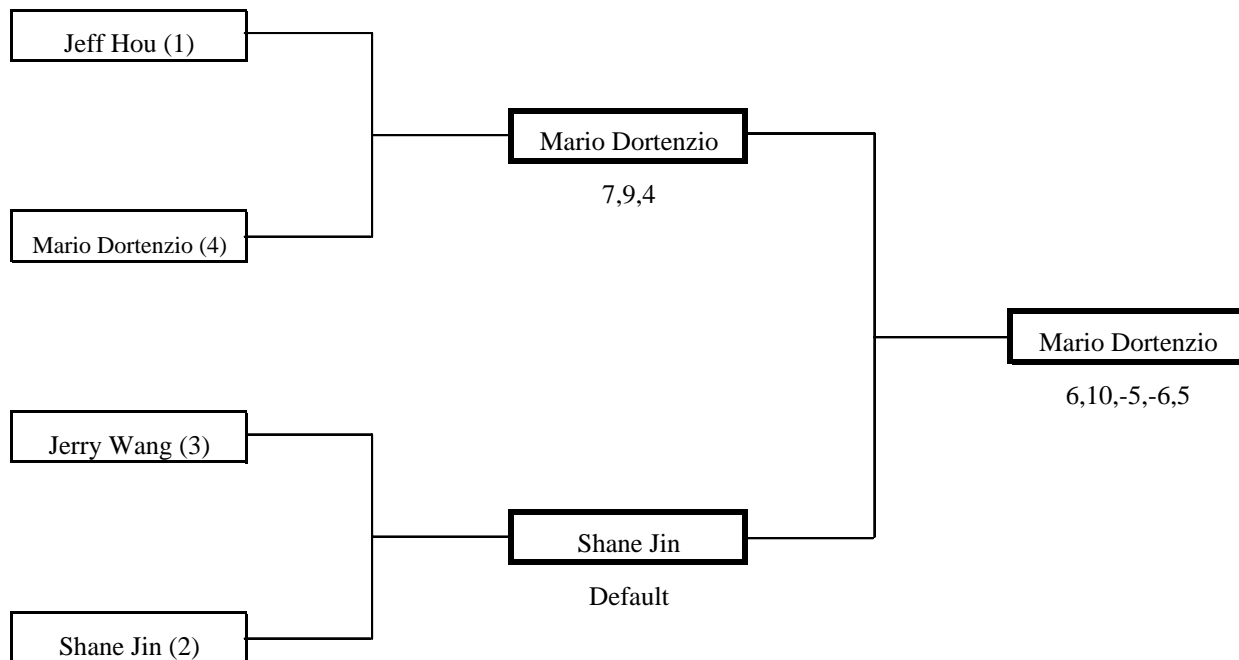 Jeff Hou (1)
Mario Dortenzio
7,9,4
Mario Dortenzio (4)
Mario Dortenzio
6,10,-5,-6,5
Jerry Wang (3)
Shane Jin
Default
Shane Jin (2)